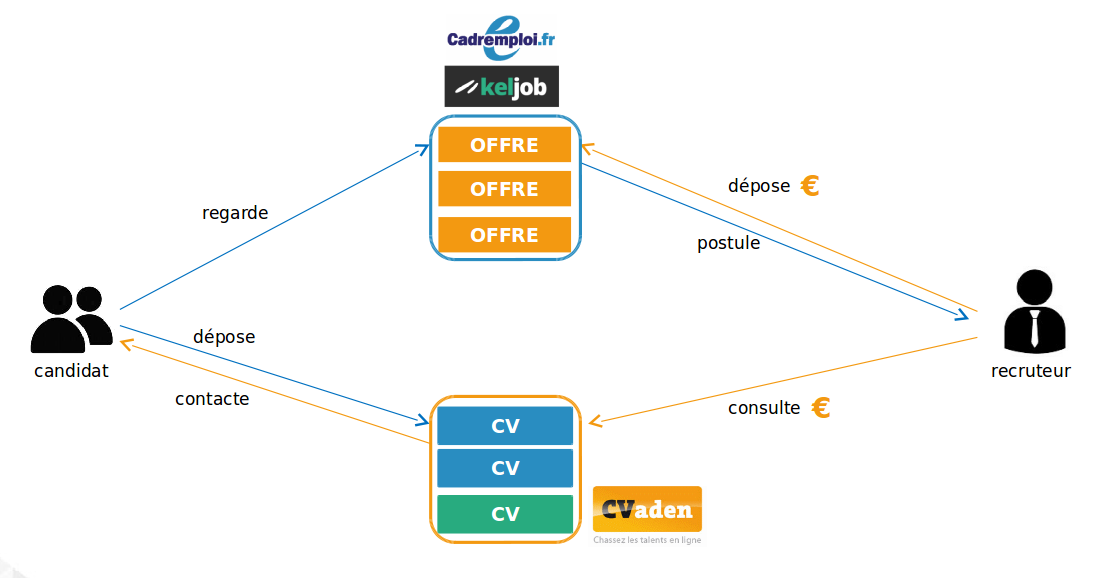 Cadremploi.fr
keljob
OFFRE
OFFRE
OFFRE
dépose €
postule
regarde
candidat
recruteur
dépose
contacte
consulte €
CV
CV
CV
CVaden
Chassez les talents en ligne